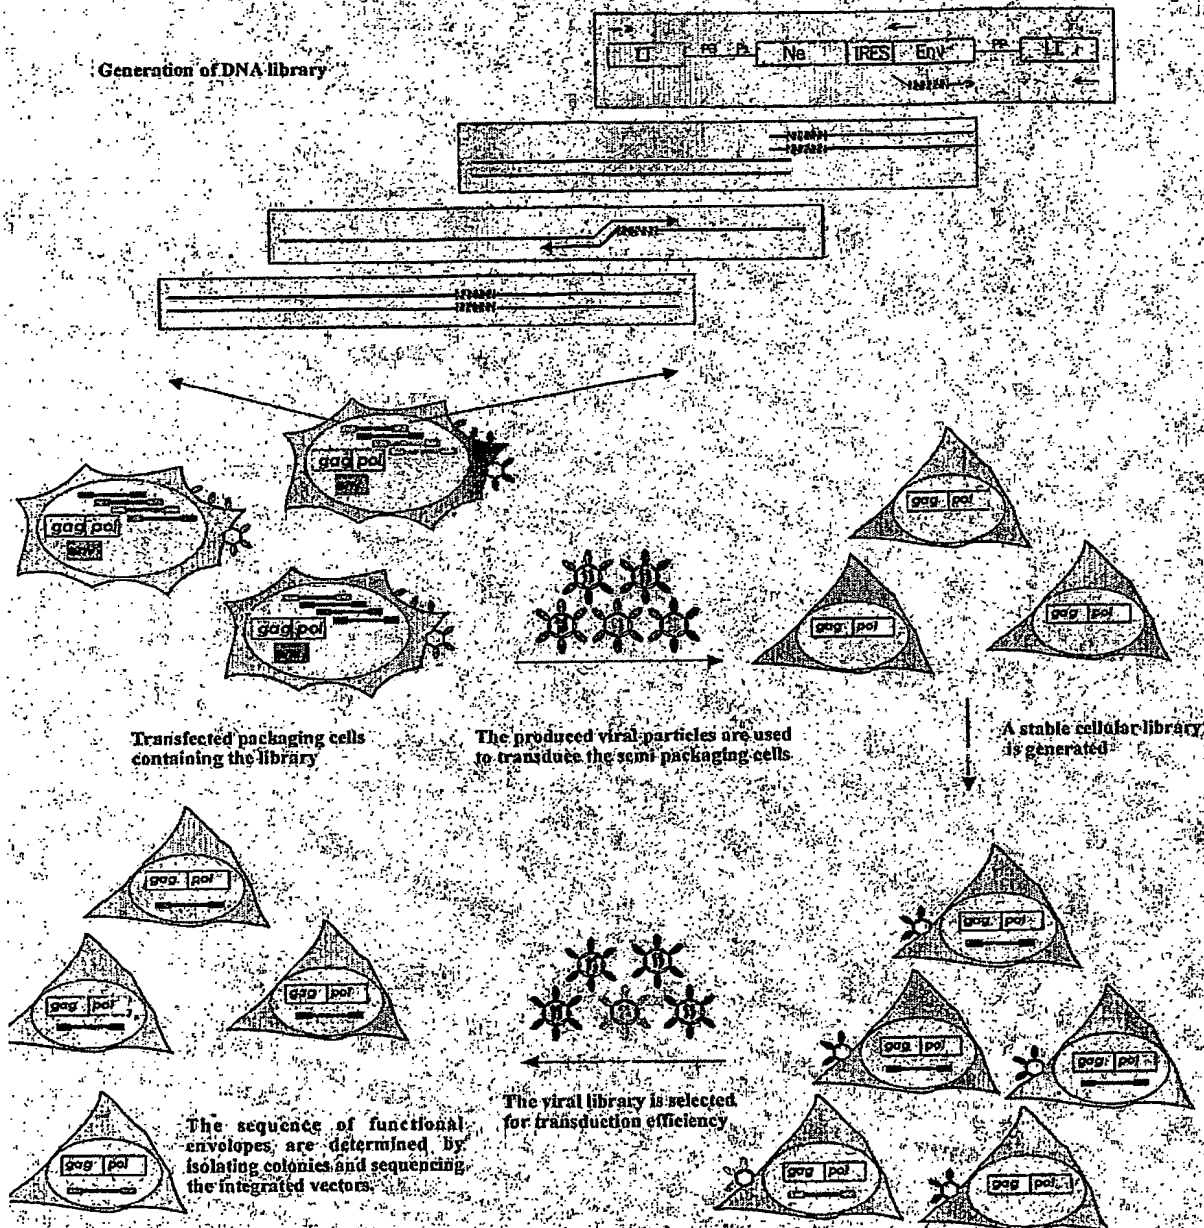 Generation of DNA library
Ne IRES Env
gag pol
gag pol
gag pol
gag pol
gag pol
gag pol
Transfected packaging cells
containing the library
The produced viral particles are used
to transduce the semi packaging cells
A stable cellular library
is generated
gag pol
gag pol
gag pol
gag pol
gag pol
gag pol
gag pol
gag pol
gag pol
The viral library is selected
for transduction efficiency
The sequence of functional
envelopes are determined by
isolating colonies and sequencing
the integrated vectors.